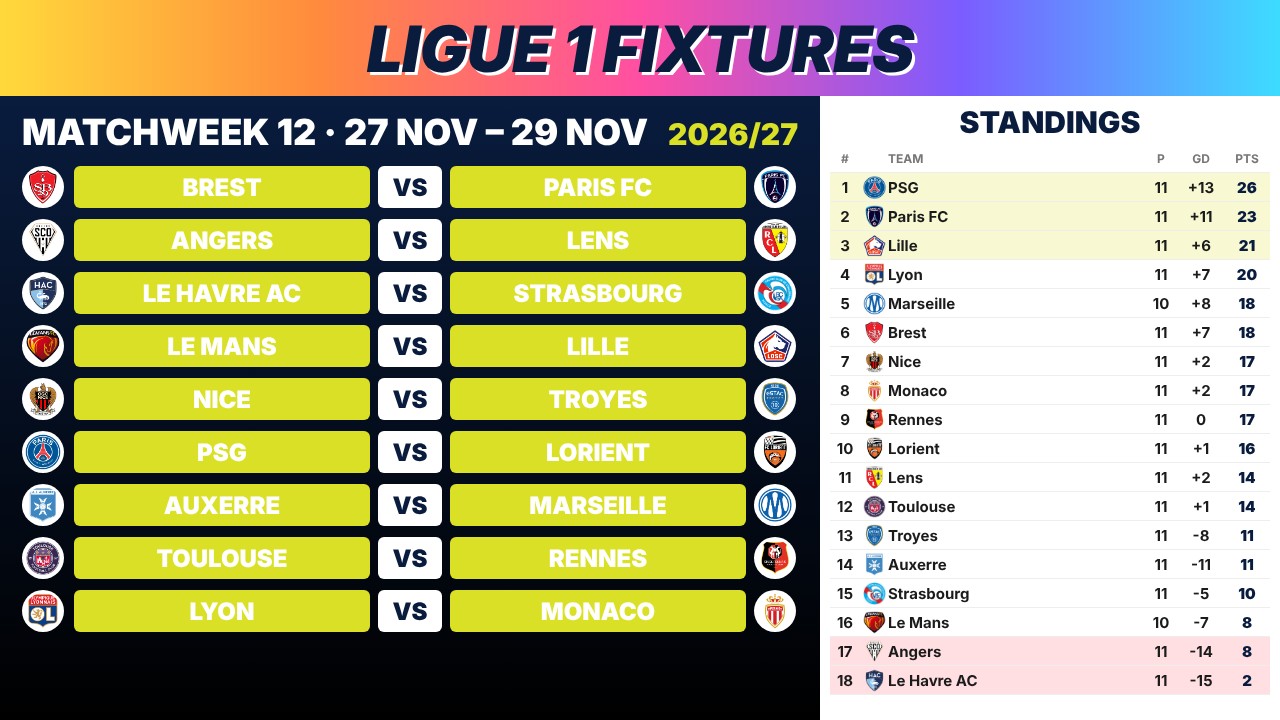 LIGUE 1 FIXTURES
MATCHWEEK 12 · 27 NOV – 29 NOV 2026/27
BREST VS PARIS FC
ANGERS VS LENS
LE HAVRE AC VS STRASBOURG
LE MANS VS LILLE
NICE VS TROYES
PSG VS LORIENT
AUXERRE VS MARSEILLE
TOULOUSE VS RENNES
LYON VS MONACO
STANDINGS
# TEAM P GD PTS
1 PSG 11 +13 26
2 Paris FC 11 +11 23
3 Lille 11 +6 21
4 Lyon 11 +7 20
5 Marseille 10 +8 18
6 Brest 11 +7 18
7 Nice 11 +2 17
8 Monaco 11 +2 17
9 Rennes 11 0 17
10 Lorient 11 +1 16
11 Lens 11 +2 14
12 Toulouse 11 +1 14
13 Troyes 11 -8 11
14 Auxerre 11 -11 11
15 Strasbourg 11 -5 10
16 Le Mans 10 -7 8
17 Angers 11 -14 8
18 Le Havre AC 11 -15 2